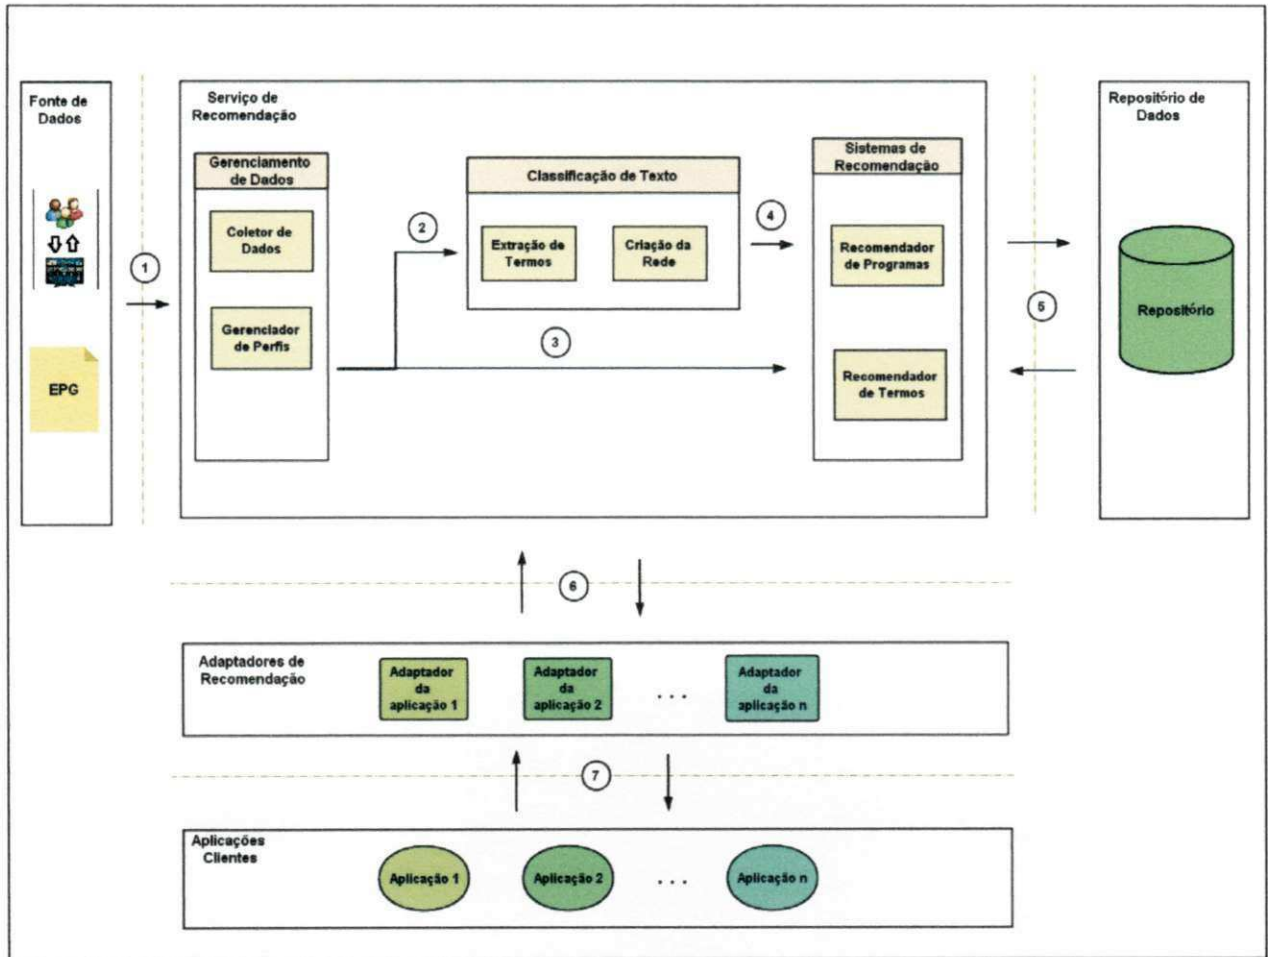 Fonte de
Dados
EPG
1
Serviço de
Recomendação
Gerenciamento
de Dados
Coletor de
Dados
Gerenciador
de Perfis
2
3
Classificação de Texto
Extração de
Termos
Criação da
Rede
4
Sistemas de
Recomendação
Recomendador
de Programas
Recomendador
de Termos
5
Repositório de
Dados
Repositório
6
Adaptadores de
Recomendação
Adaptador
da
aplicação 1
Adaptador
da
aplicação 2
. . .
Adaptador
da
aplicação n
7
Aplicações
Clientes
Aplicação 1
Aplicação 2
. . .
Aplicação n